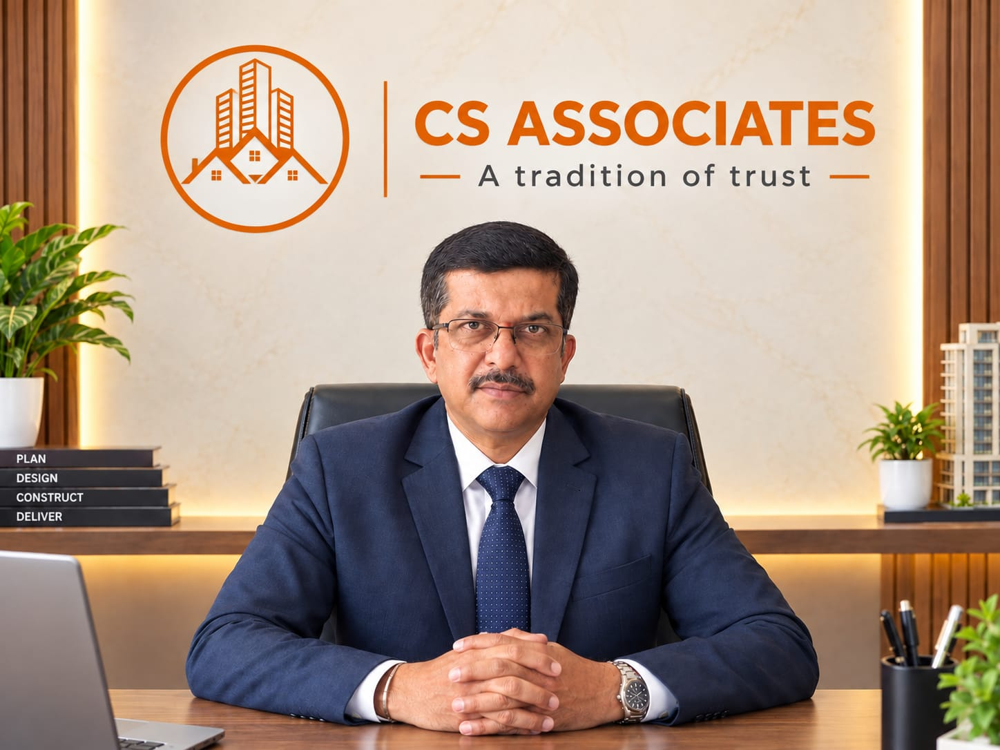 CS ASSOCIATES
A tradition of trust
PLAN
DESIGN
CONSTRUCT
DELIVER